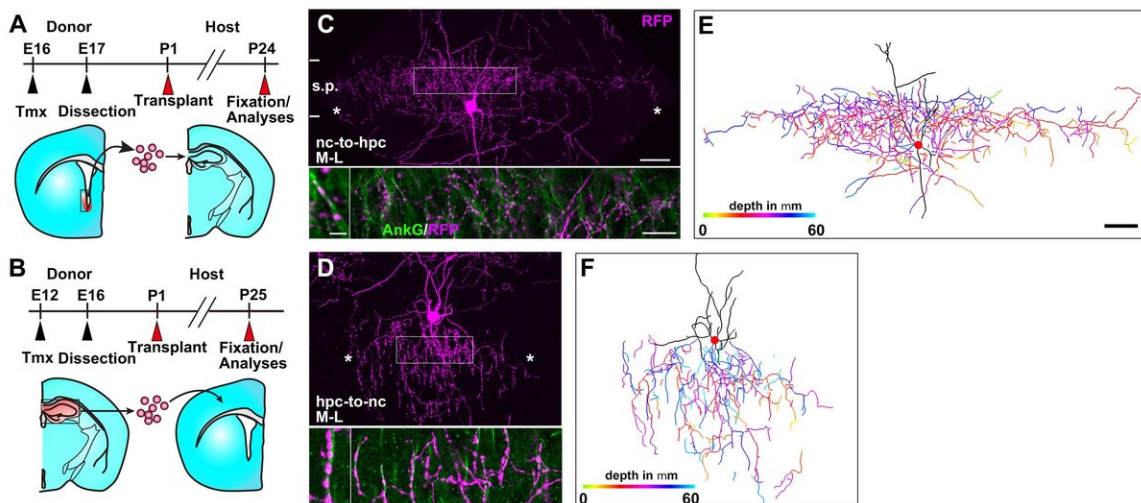 A
Donor
Host
E16
E17
P1
P24
Tmx
Dissection
Transplant
Fixation/
Analyses
B
Donor
Host
E12
E16
P1
P25
Tmx
Dissection
Transplant
Fixation/
Analyses
C
RFP
s.p.
*
*
nc-to-hpc
M-L
AnkG/RFP
D
*
*
hpc-to-nc
M-L
E
depth in mm
0
60
F
depth in mm
0
60